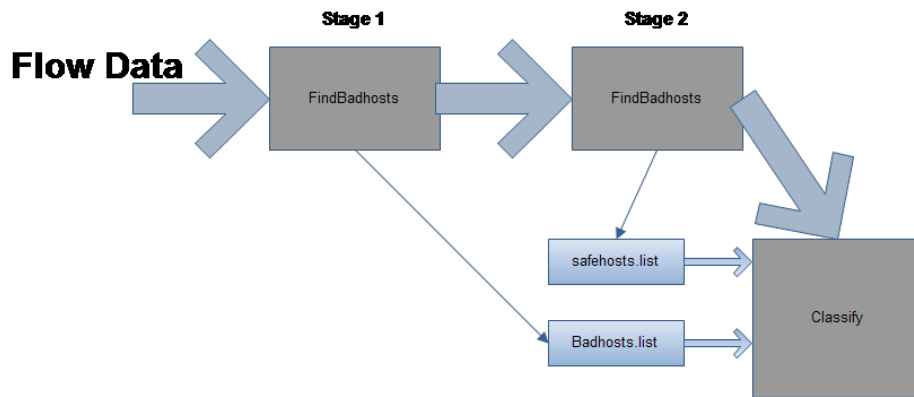 Stage 1
Stage 2
Flow Data
FindBadhosts
FindBadhosts
safehosts.list
Classify
Badhosts.list